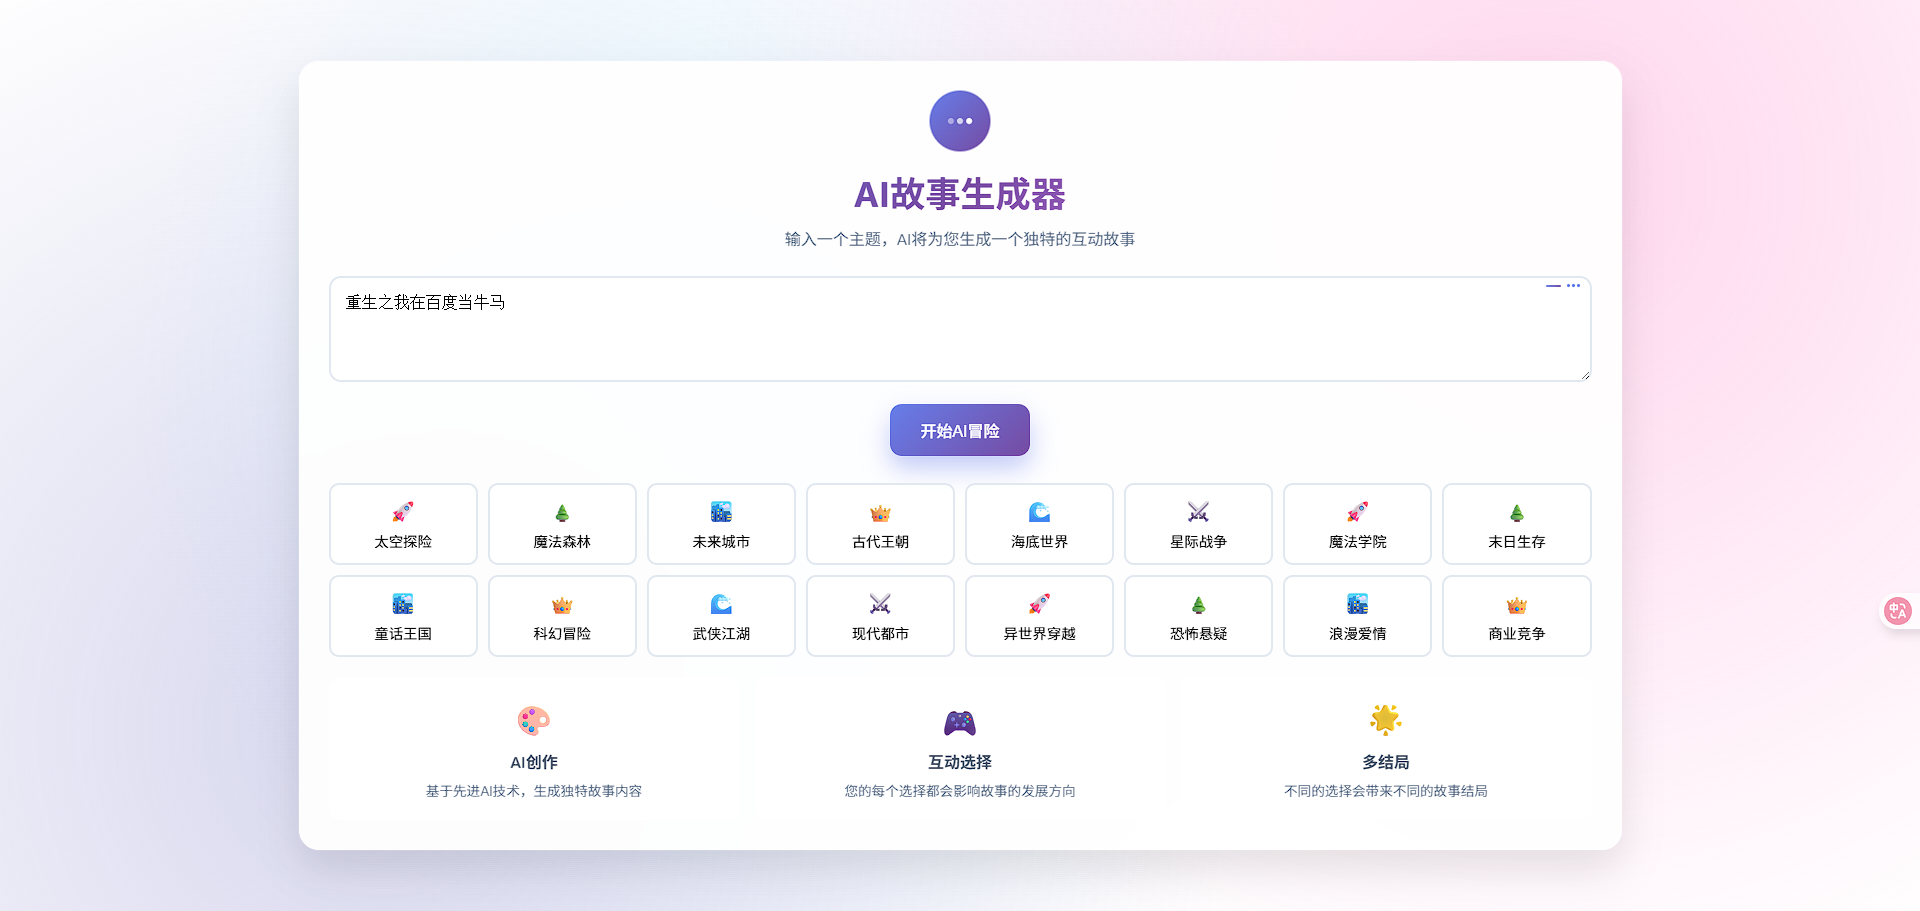 AI故事生成器
输入一个主题，AI将为您生成一个独特的互动故事
重生之我在百度当牛马
开始AI冒险
太空探险
魔法森林
未来城市
古代王朝
海底世界
星际战争
魔法学院
末日生存
童话王国
科幻冒险
武侠江湖
现代都市
异世界穿越
恐怖悬疑
浪漫爱情
商业竞争
AI创作
基于先进AI技术，生成独特故事内容
互动选择
您的每个选择都会影响故事的发展方向
多结局
不同的选择会带来不同的故事结局
中A